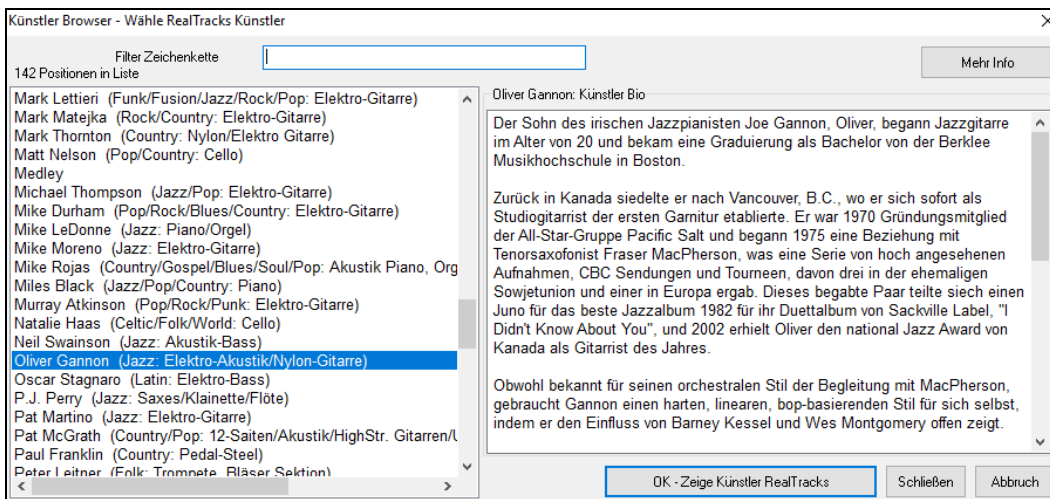 Künstler Browser - Wähle RealTracks Künstler
Filter Zeichenkette
142 Positionen in Liste
Mehr Info
Mark Lettieri (Funk/Fusion/Jazz/Rock/Pop: Elektro-Gitarre)
Mark Matejka (Rock/Country: Elektro-Gitarre)
Mark Thornton (Country: Nylon/Elektro Gitarre)
Matt Nelson (Pop/Country: Cello)
Medley
Michael Thompson (Jazz/Pop: Elektro-Gitarre)
Mike Durham (Pop/Rock/Blues/Country: Elektro-Gitarre)
Mike LeDonne (Jazz: Piano/Orgel)
Mike Moreno (Jazz: Elektro-Gitarre)
Mike Rojas (Country/Gospel/Blues/Soul/Pop: Akustik Piano, Org
Miles Black (Jazz/Pop/Country: Piano)
Murray Atkinson (Pop/Rock/Punk: Elektro-Gitarre)
Natalie Haas (Celtic/Folk/World: Cello)
Neil Swainson (Jazz: Akustik-Bass)
Oliver Gannon (Jazz: Elektro-Akustik/Nylon-Gitarre)
Oscar Stagnaro (Latin: Elektro-Bass)
P.J. Perry (Jazz: Saxes/Klainette/Flöte)
Pat Martino (Jazz: Elektro-Gitarre)
Pat McGrath (Country/Pop: 12-Saiten/Akustik/HighStr. Gitarren/U
Paul Franklin (Country: Pedal-Steel)
Peter Leitner (Folk: Trompete, Bläser Sektion)
Oliver Gannon: Künstler Bio
Der Sohn des irischen Jazzpianisten Joe Gannon, Oliver, begann Jazzgitarre
im Alter von 20 und bekam eine Graduierung als Bachelor von der Berklee
Musikhochschule in Boston.
Zurück in Kanada siedelte er nach Vancouver, B.C., wo er sich sofort als
Studiogitarrist der ersten Garnitur etablierte. Er war 1970 Gründungsmitglied
der All-Star-Gruppe Pacific Salt und begann 1975 eine Beziehung mit
Tenorsaxofonist Fraser MacPherson, was eine Serie von hoch angesehenen
Aufnahmen, CBC Sendungen und Tourneen, davon drei in der ehemaligen
Sowjetunion und einer in Europa ergab. Dieses begabte Paar teilte siech einen
Juno für das beste Jazzalbum 1982 für ihr Duettalbum von Sackville Label, "I
Didn't Know About You", und 2002 erhielt Oliver den national Jazz Award von
Kanada als Gitarrist des Jahres.
Obwohl bekannt für seinen orchestralen Stil der Begleitung mit MacPherson,
gebraucht Gannon einen harten, linearen, bop-basierenden Stil für sich selbst,
indem er den Einfluss von Barney Kessel und Wes Montgomery offen zeigt.
OK - Zeige Künstler RealTracks
Schließen
Abbruch